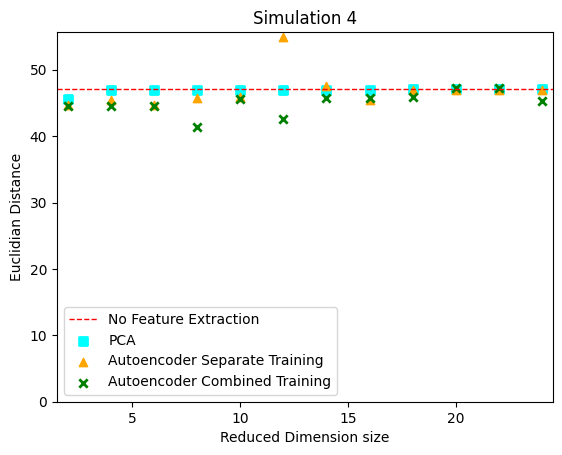 Simulation 4
Euclidian Distance
50
40
30
20
10
0
No Feature Extraction
PCA
Autoencoder Separate Training
Autoencoder Combined Training
5
10
15
20
Reduced Dimension size